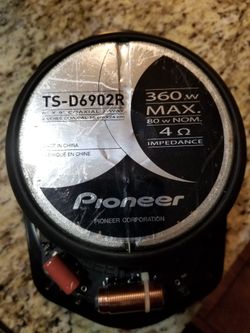 TS-D6902R
360 w
MAX.
80 w NOM.
4 Ω
IMPEDANCE
MADE IN CHINA
FABRIQUÉ EN CHINE
Pioneer
PIONEER CORPORATION